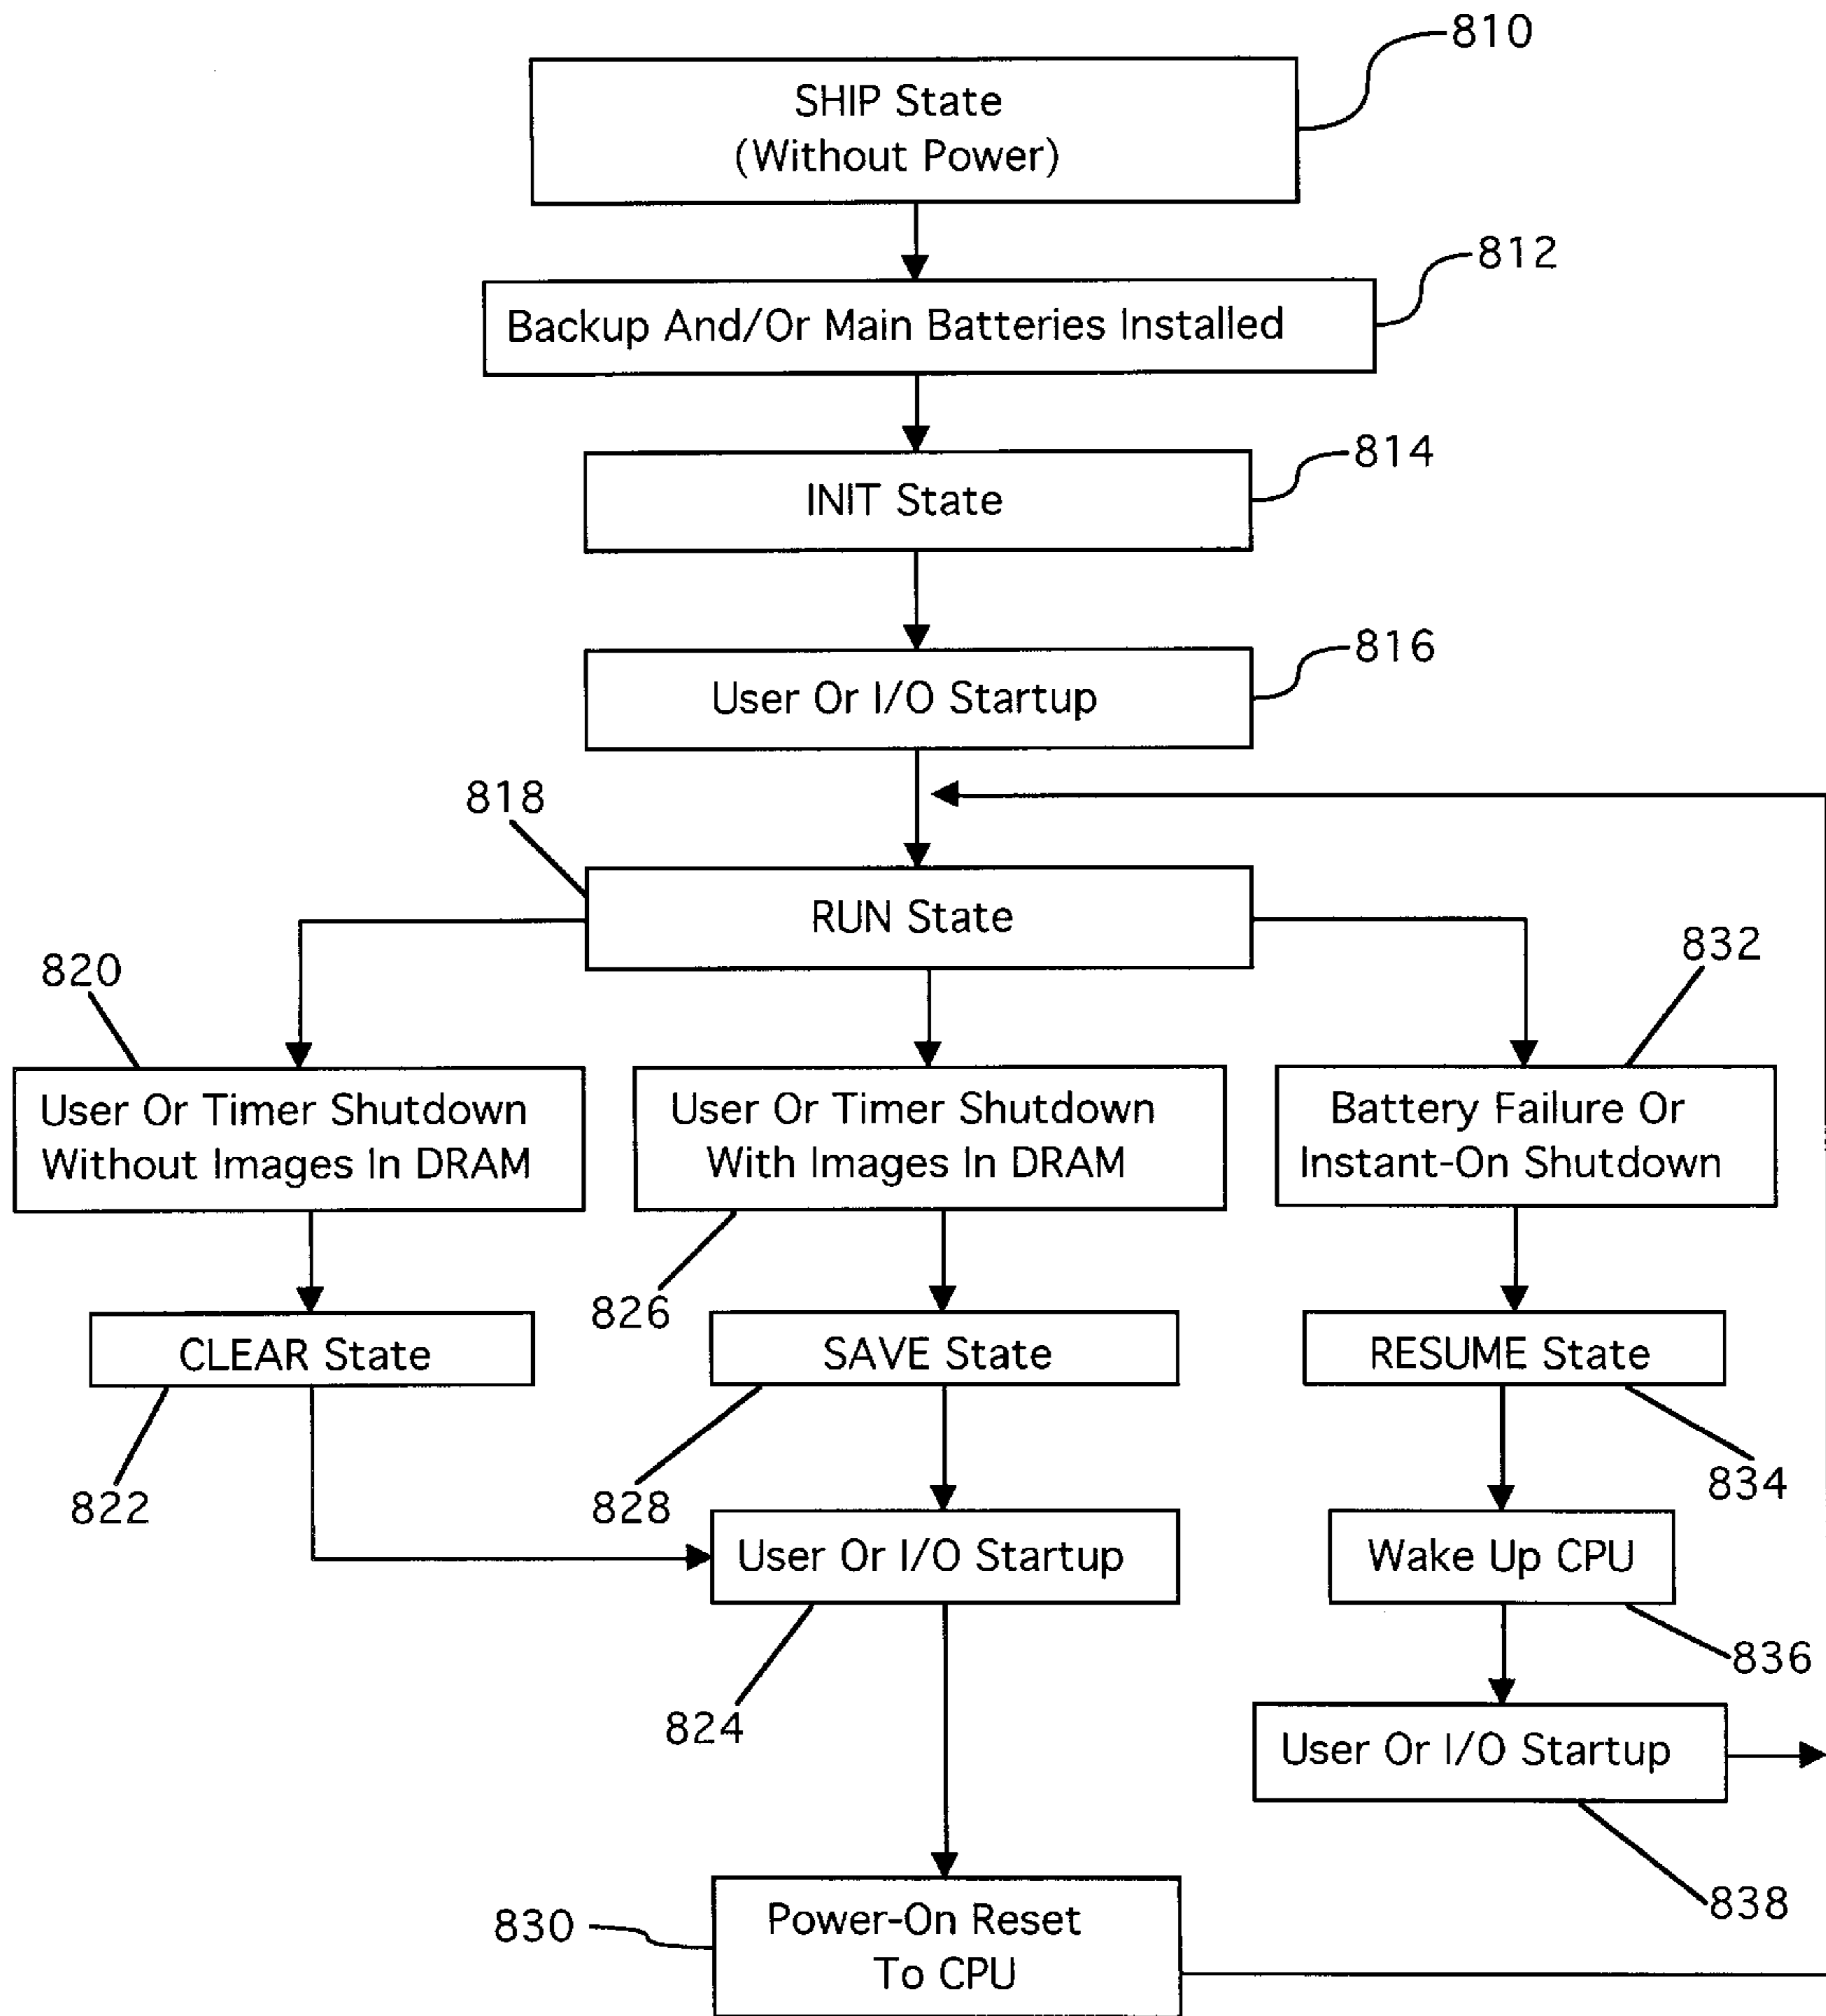 810
SHIP State
(Without Power)
812
Backup And/Or Main Batteries Installed
814
INIT State
816
User Or I/O Startup
818
RUN State
820
832
User Or Timer Shutdown
Without Images In DRAM
User Or Timer Shutdown
With Images In DRAM
Battery Failure Or
Instant-On Shutdown
826
CLEAR State
SAVE State
RESUME State
822
828
834
User Or I/O Startup
Wake Up CPU
824
836
User Or I/O Startup
838
830
Power-On Reset
To CPU